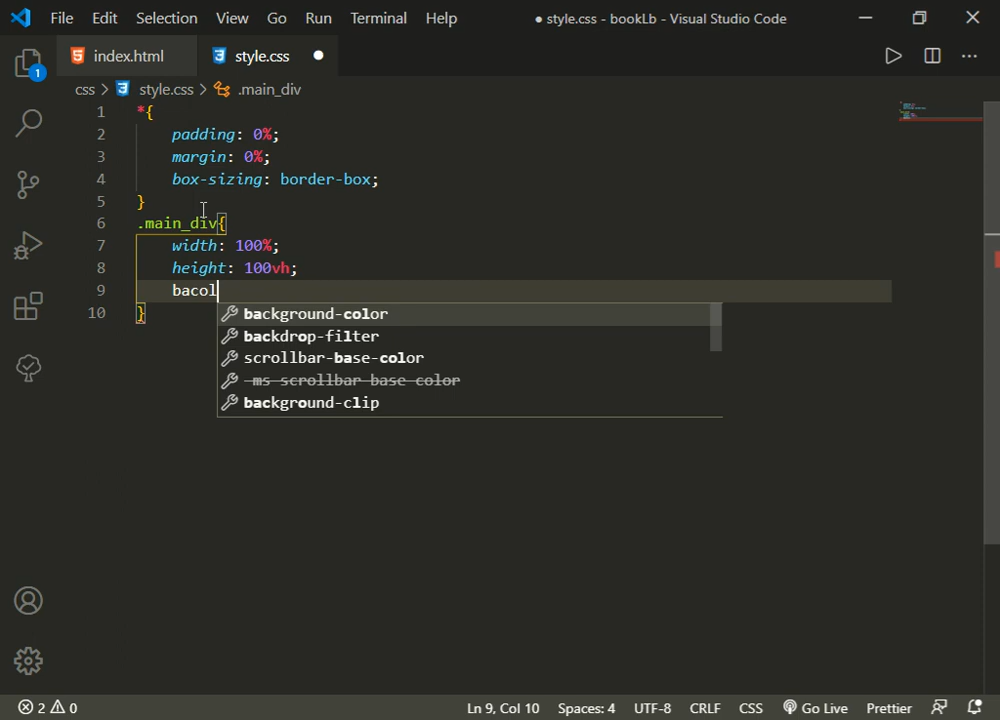 File Edit Selection View Go Run Terminal Help ● style.css - bookLb - Visual Studio Code
index.html style.css ●
1
css > style.css > .main_div
1 *{
2 padding: 0%;
3 margin: 0%;
4 box-sizing: border-box;
5 }
6 .main_div{
7 width: 100%;
8 height: 100vh;
9 bacol
10 }
background-color
backdrop-filter
scrollbar-base-color
-ms-scrollbar-base-color
background-clip
2 0 Ln 9, Col 10 Spaces: 4 UTF-8 CRLF CSS Go Live Prettier